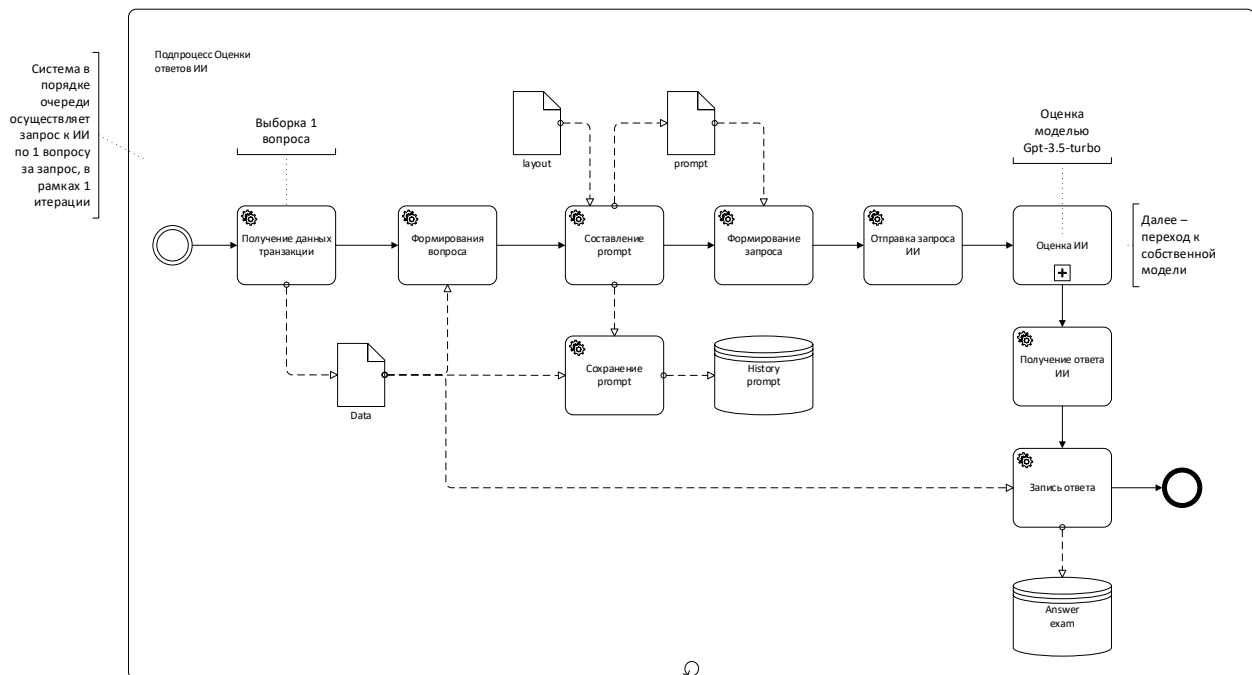 Подпроцесс Оценки
ответов ИИ
Система в
порядке
очереди
осуществляет
запрос к ИИ
по 1 вопросу
за запрос, в
рамках 1
итерации
Выборка 1
вопроса
layout
prompt
Оценка
моделью
Gpt-3.5-turbo
Получение данных
транзакции
Формирования
вопроса
Составление
prompt
Формирование
запроса
Отправка запроса
ИИ
Оценка ИИ
Далее –
переход к
собственной
модели
Data
Сохранение
prompt
History
prompt
Получение ответа
ИИ
Запись ответа
Answer
exam